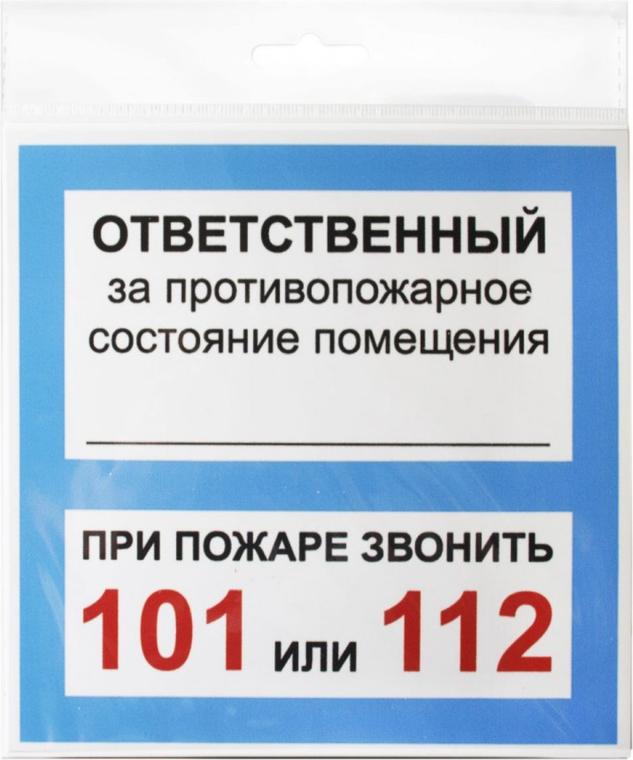 ОТВЕТСТВЕННЫЙ
за противопожарное
состояние помещения
ПРИ ПОЖАРЕ ЗВОНИТЬ
101 или 112